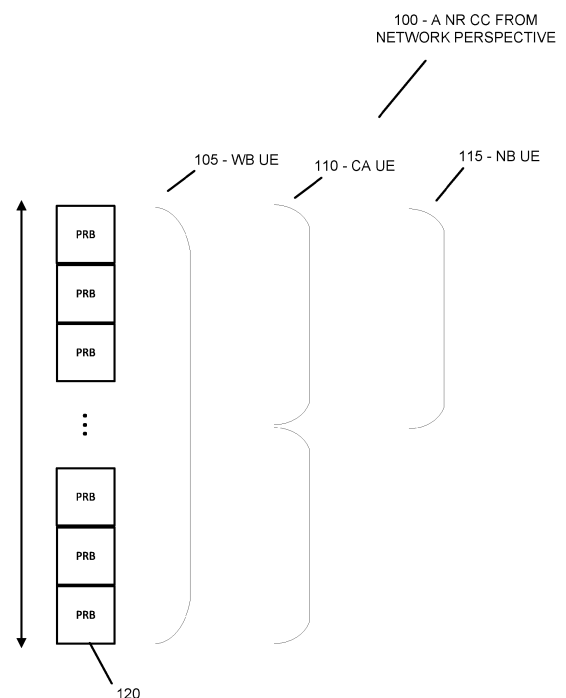 100 - A NR CC FROM
NETWORK PERSPECTIVE
105 - WB UE
110 - CA UE
115 - NB UE
PRB
PRB
PRB
PRB
PRB
PRB
120